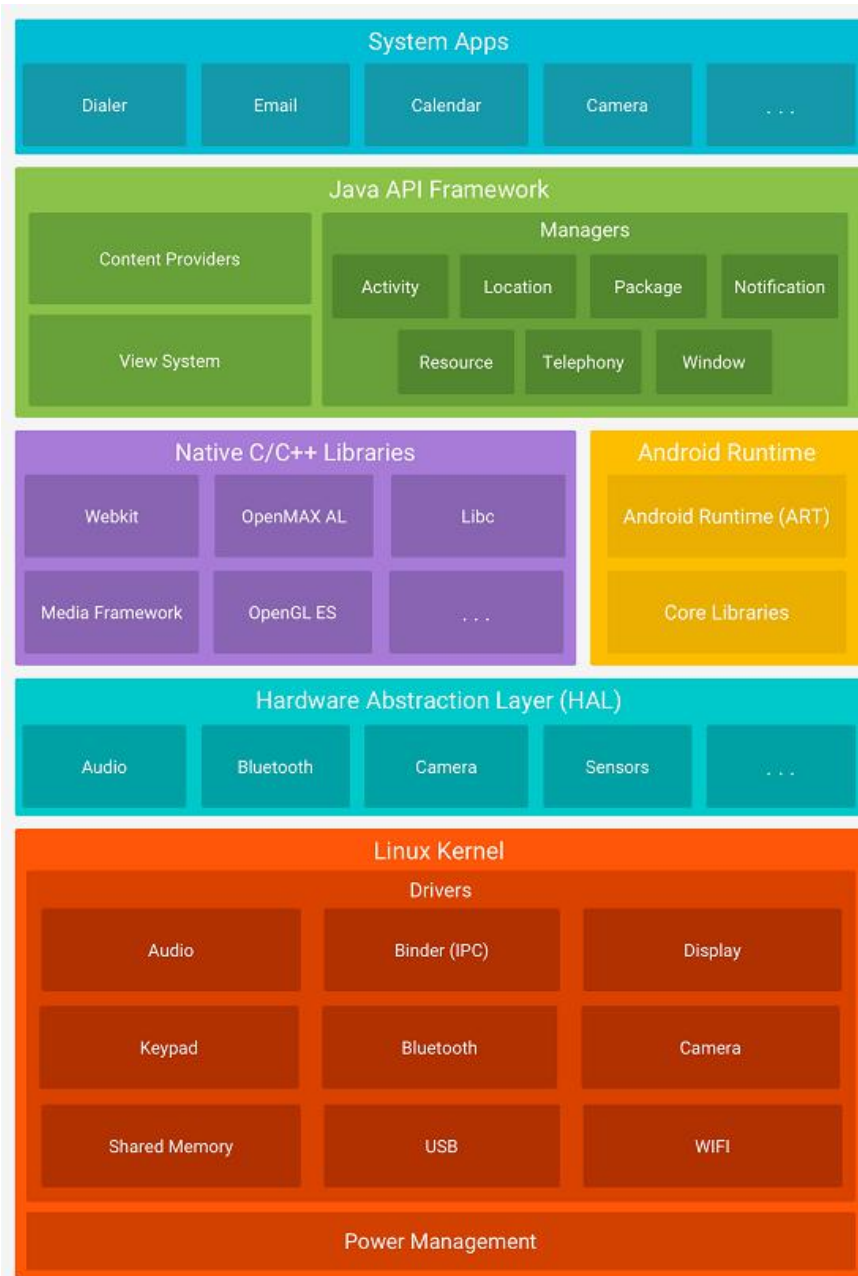 System Apps
Dialer Email Calendar Camera . . .
Java API Framework
Content Providers
View System
Managers
Activity Location Package Notification
Resource Telephony Window
Native C/C++ Libraries
Webkit OpenMAX AL Libc
Media Framework OpenGL ES . . .
Android Runtime
Android Runtime (ART)
Core Libraries
Hardware Abstraction Layer (HAL)
Audio Bluetooth Camera Sensors . . .
Linux Kernel
Drivers
Audio Binder (IPC) Display
Keypad Bluetooth Camera
Shared Memory USB WIFI
Power Management